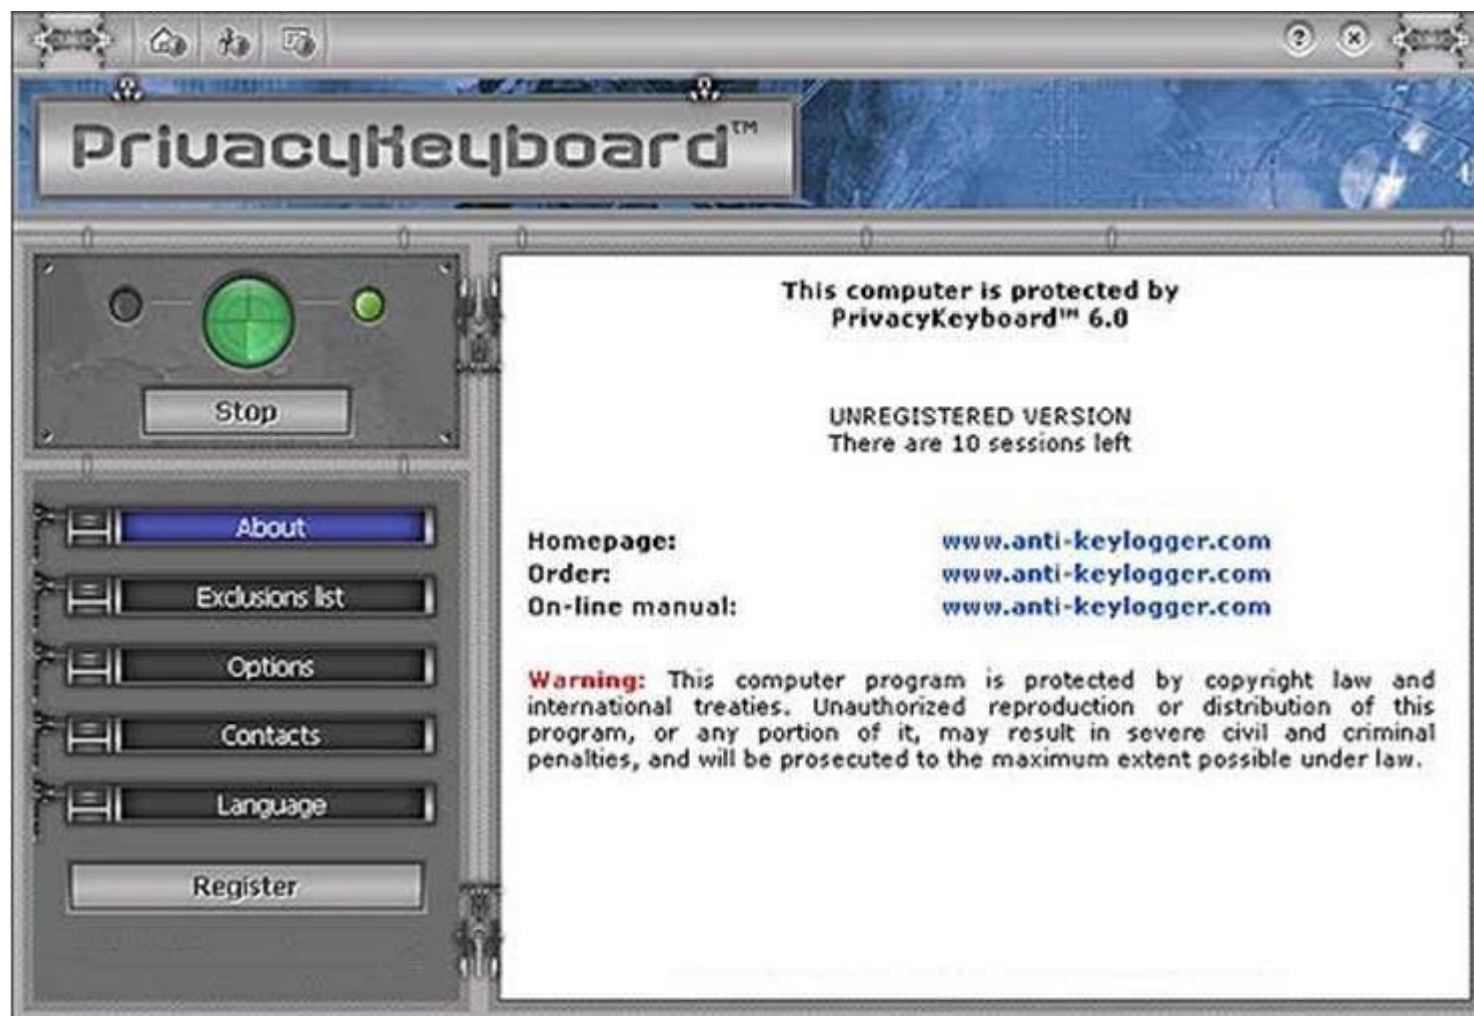 PrivacyKeyboard™
Stop
About
Exclusions list
Options
Contacts
Language
Register
This computer is protected by
PrivacyKeyboard™ 6.0
UNREGISTERED VERSION
There are 10 sessions left
Homepage: www.anti-keylogger.com
Order: www.anti-keylogger.com
On-line manual: www.anti-keylogger.com
Warning: This computer program is protected by copyright law and
international treaties. Unauthorized reproduction or distribution of this
program, or any portion of it, may result in severe civil and criminal
penalties, and will be prosecuted to the maximum extent possible under law.